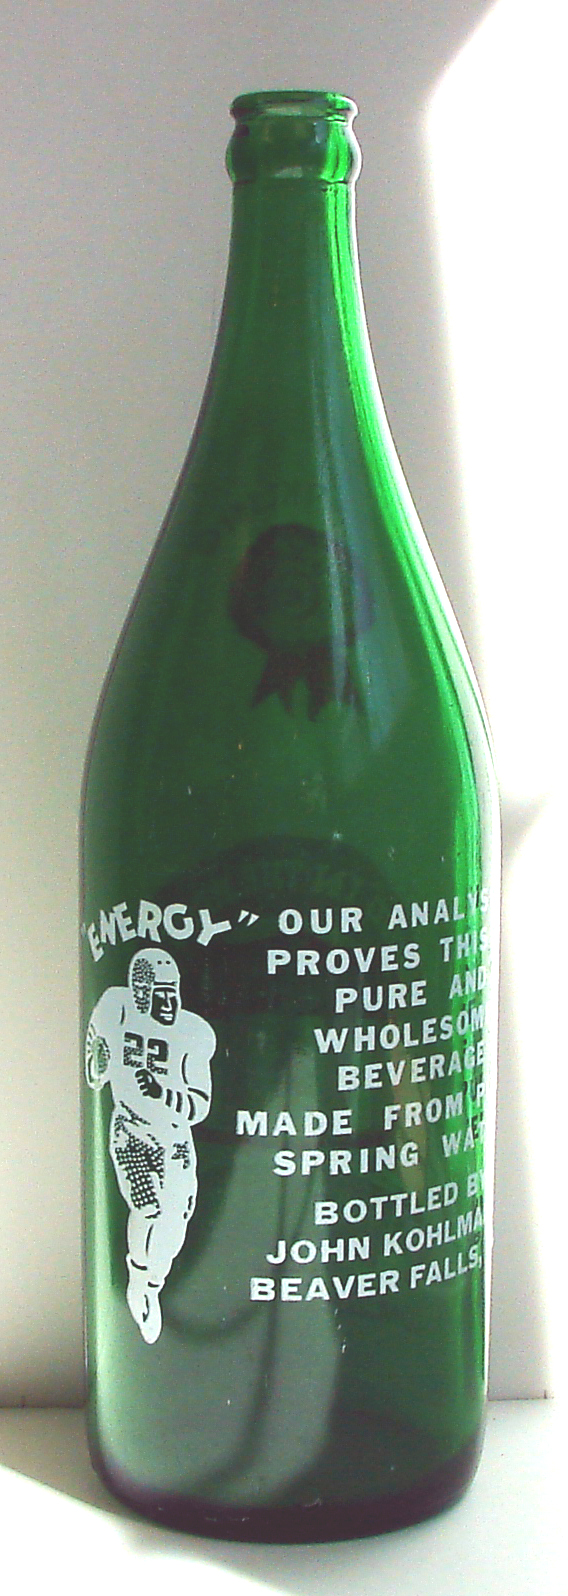 "ENERGY" OUR ANALYS
PROVES THIS
PURE AND
WHOLESOM
BEVERAGE
22
MADE FROM P
SPRING WAT
BOTTLED BY
JOHN KOHLMA
BEAVER FALLS,